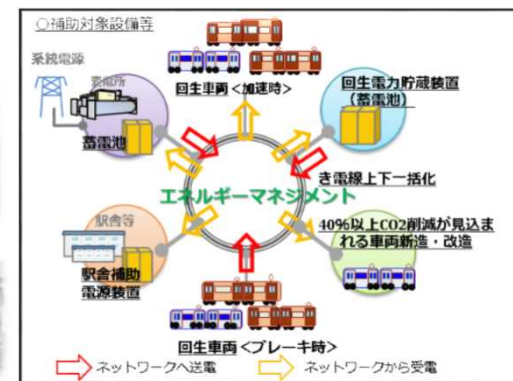 ○補助対象設備等
系統電源
変電所
蓄電池
回生車両<加速時>
回生電力貯蔵装置
(蓄電池)
き電線上下一括化
エネルギーマネジメント
駅舎等
駅舎補助
電源装置
40%以上CO2削減が見込ま
れる車両新造・改造
回生車両<ブレーキ時>
ネットワークへ送電
ネットワークから受電